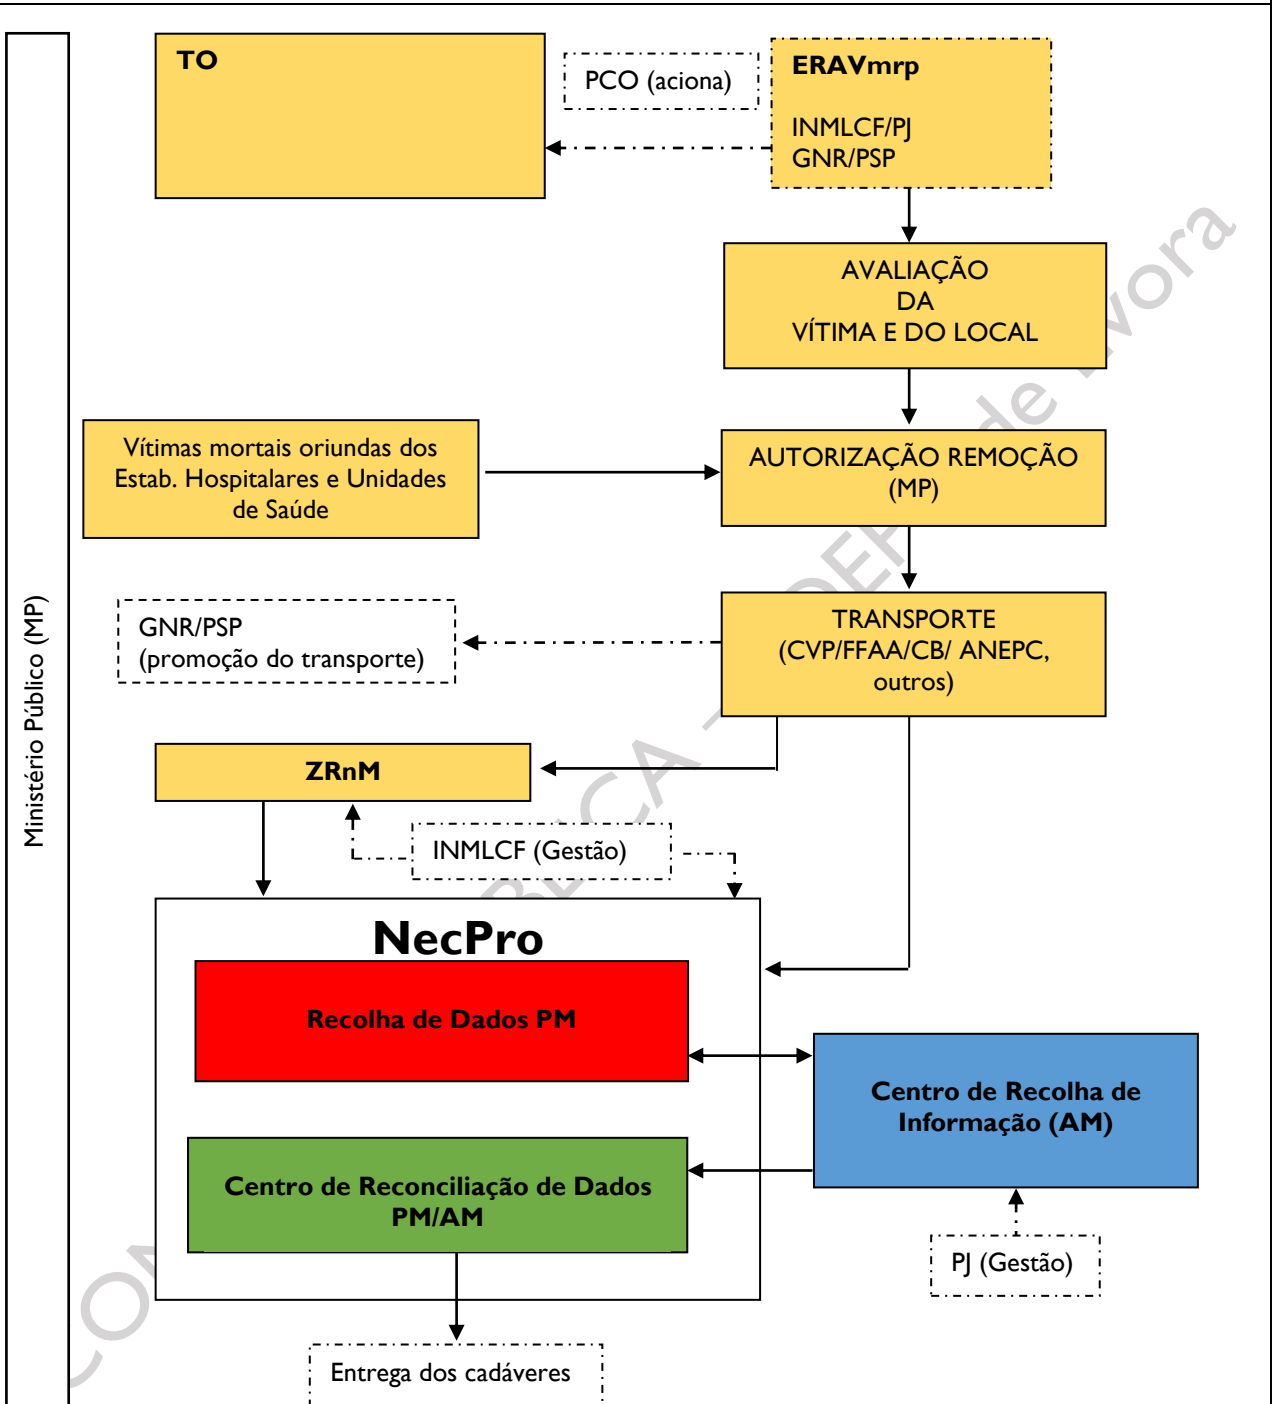 TO
PCO (aciona)
ERAVmrp
INMLCF/PJ
GNR/PSP
AVALIAÇÃO
DA
VÍTIMA E DO LOCAL
Vítimas mortais oriundas dos
Estab. Hospitalares e Unidades
de Saúde
AUTORIZAÇÃO REMOÇÃO
(MP)
GNR/PSP
(promoção do transporte)
TRANSPORTE
(CVP/FFAA/CB/ ANEPC,
outros)
Ministério Público (MP)
ZRnM
INMLCF (Gestão)
NecPro
Recolha de Dados PM
Centro de Recolha de
Informação (AM)
Centro de Reconciliação de Dados
PM/AM
PJ (Gestão)
Entrega dos cadáveres